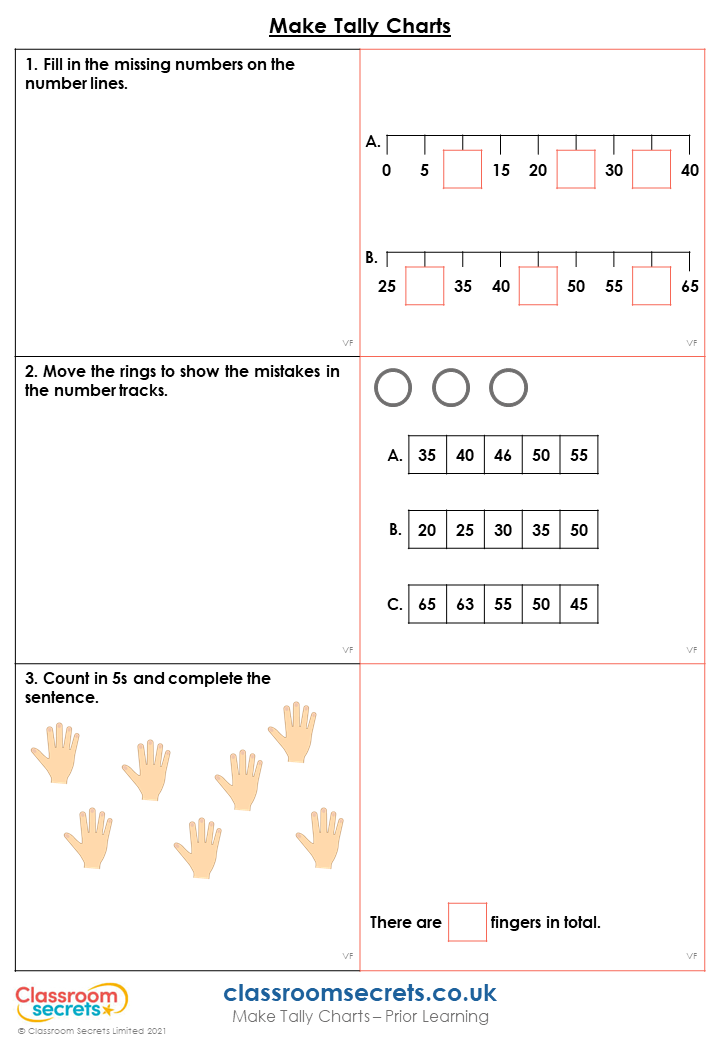 Make Tally Charts
1. Fill in the missing numbers on the
number lines.
A.
0 5 15 20 30 40
B.
25 35 40 50 55 65
VF
VF
2. Move the rings to show the mistakes in
the number tracks.
A. 35 40 46 50 55
B. 20 25 30 35 50
C. 65 63 55 50 45
VF
VF
3. Count in 5s and complete the
sentence.
There are fingers in total.
VF
VF
Classroom
secrets
© Classroom Secrets Limited 2021
classroomsecrets.co.uk
Make Tally Charts – Prior Learning